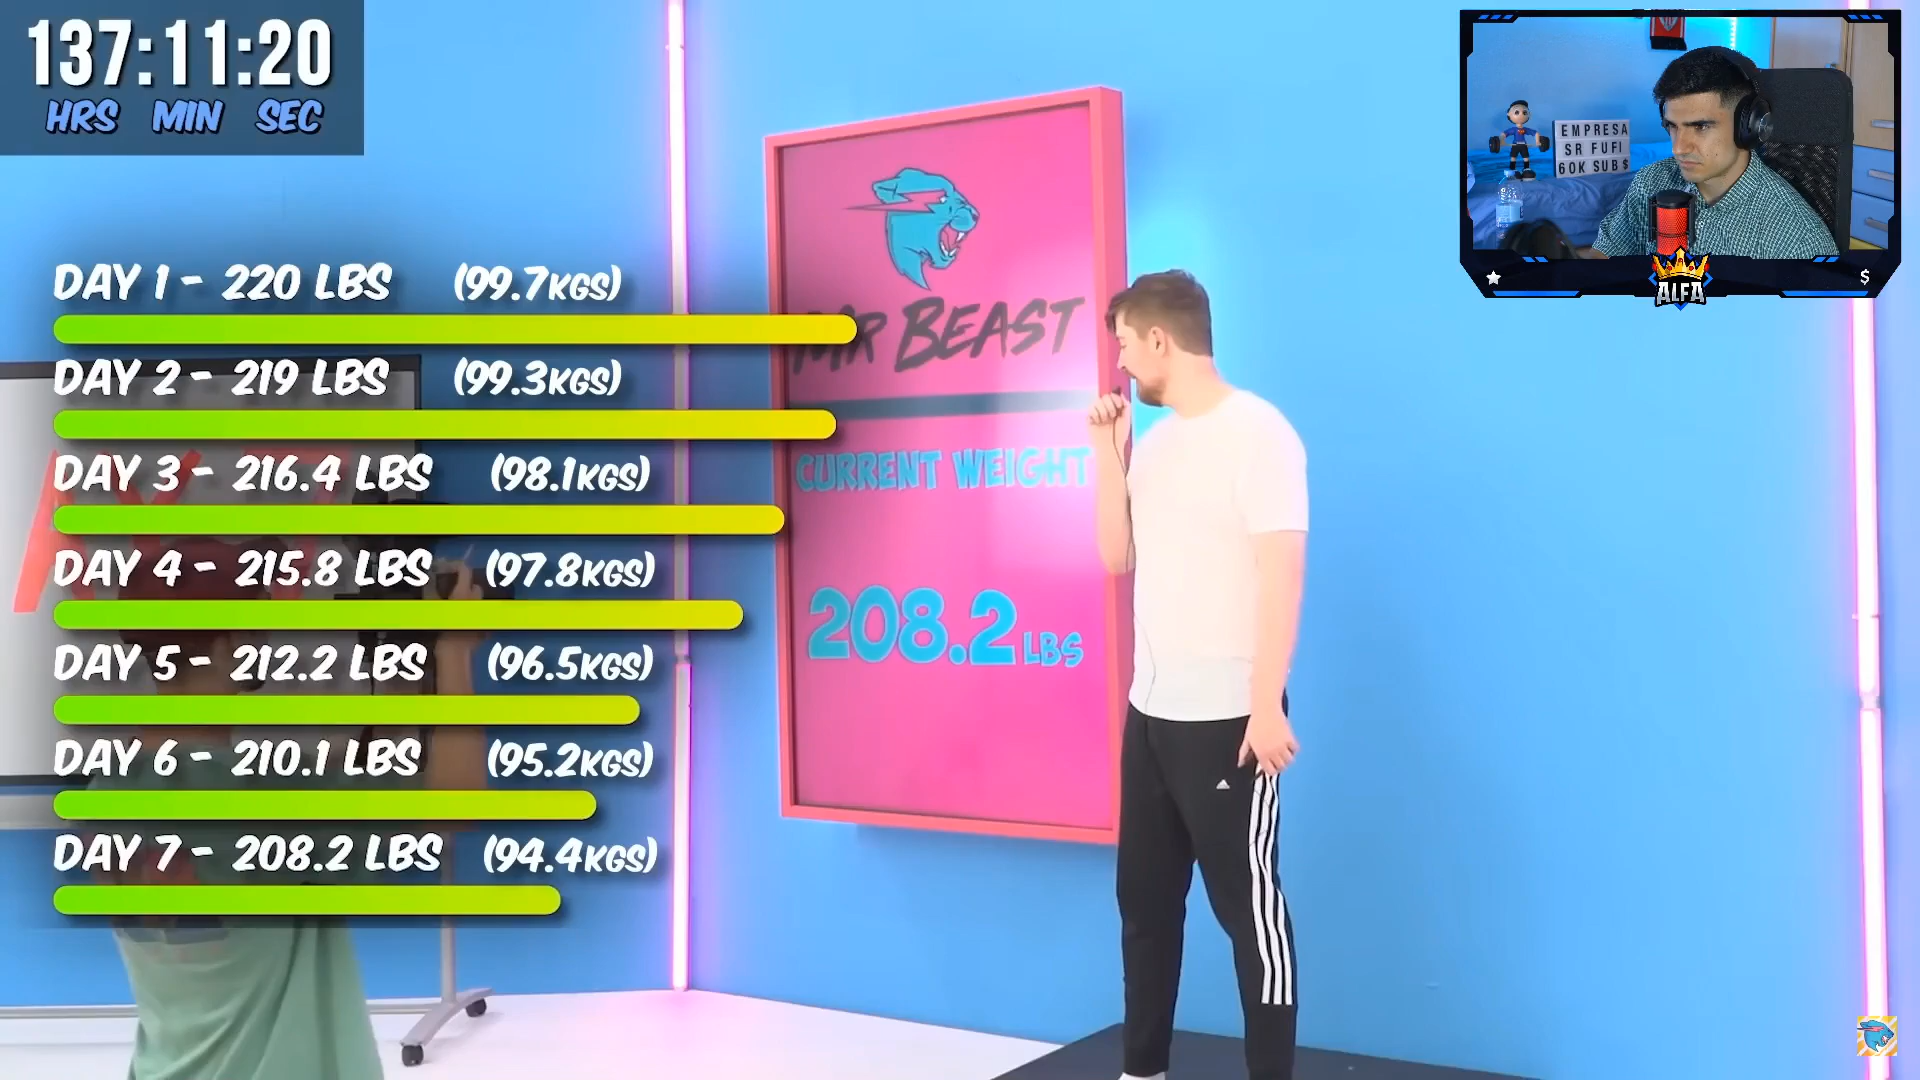 137:11:20
HRS MIN SEC
DAY 1 - 220 LBS (99.7KGS)
DAY 2 - 219 LBS (99.3KGS)
DAY 3 - 216.4 LBS (98.1KGS)
DAY 4 - 215.8 LBS (97.8KGS)
DAY 5 - 212.2 LBS (96.5KGS)
DAY 6 - 210.1 LBS (95.2KGS)
DAY 7 - 208.2 LBS (94.4KGS)
MR BEAST
CURRENT WEIGHT
208.2 LBS
EMPRESA
SR FUFI
60K SUB$
ALFA
$